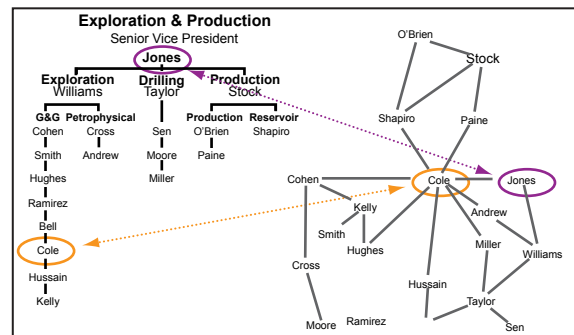 Exploration & Production
Senior Vice President
Jones
Exploration Drilling Production
Williams Taylor Stock
G&G Petrophysical Production Reservoir
Cohen Cross Sen O'Brien Shapiro
Smith Andrew Moore Paine
Hughes Miller
Ramirez
Bell
Cole
Hussain
Kelly
O'Brien
Stock
Shapiro
Paine
Cohen Cole Jones
Kelly Andrew
Smith
Hughes Miller Williams
Cross
Hussain
Taylor
Moore Ramirez Sen